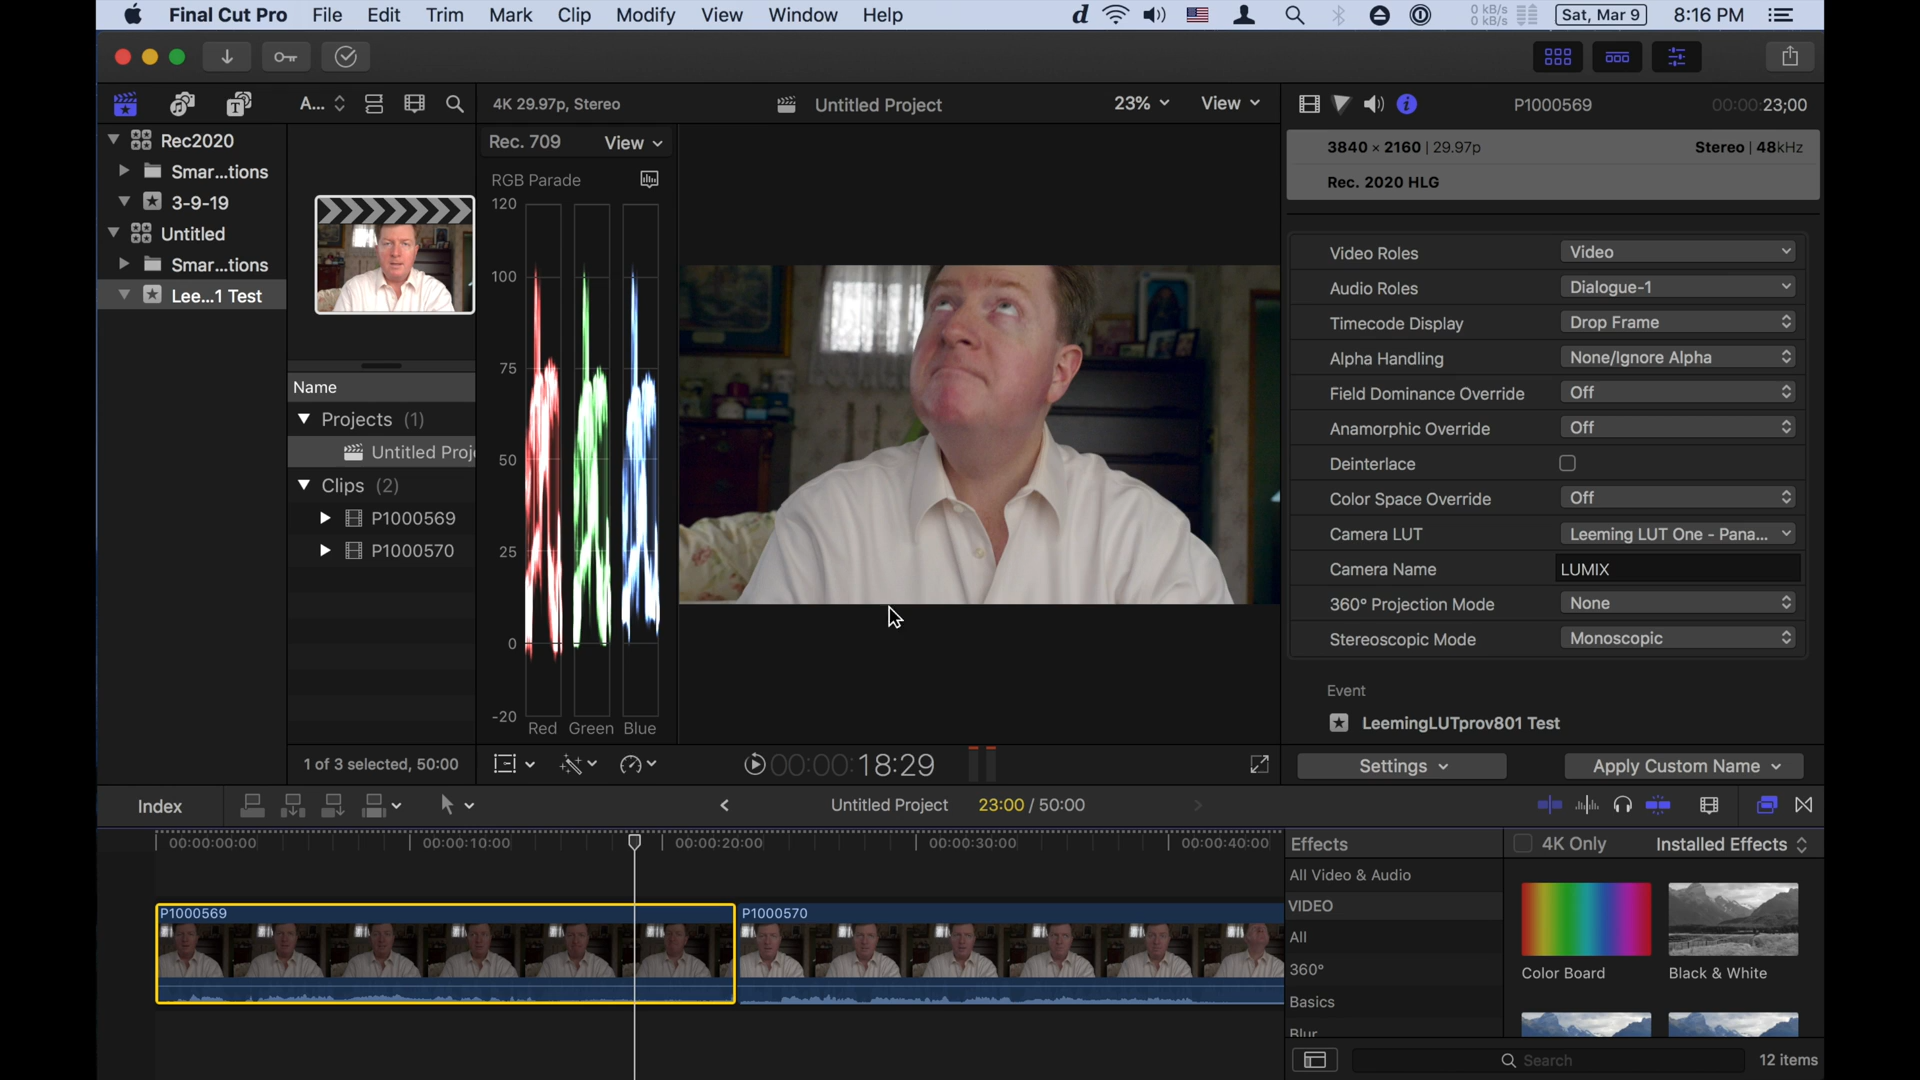 Final Cut Pro File Edit Trim Mark Clip Modify View Window Help
0 kB/s
0 kB/s
Sat, Mar 9 8:16 PM
A...
4K 29.97p, Stereo
Untitled Project
23% View
P1000569
00:00:23;00
Rec2020
Smar...tions
3-9-19
Untitled
Smar...tions
Lee...1 Test
Rec. 709 View
RGB Parade
120
100
75
50
25
0
-20
Red Green Blue
3840 × 2160 | 29.97p Stereo | 48kHz
Rec. 2020 HLG
Video Roles Video
Audio Roles Dialogue-1
Timecode Display Drop Frame
Alpha Handling None/Ignore Alpha
Field Dominance Override Off
Anamorphic Override Off
Deinterlace
Color Space Override Off
Camera LUT Leeming LUT One - Pana...
Camera Name LUMIX
360° Projection Mode None
Stereoscopic Mode Monoscopic
Event
LeemingLUTprov801 Test
Name
Projects (1)
Untitled Proj
Clips (2)
P1000569
P1000570
1 of 3 selected, 50:00
00:00:18:29
Settings
Apply Custom Name
Index
Untitled Project 23:00 / 50:00
00:00:00:00 00:00:10:00 00:00:20:00 00:00:30:00 00:00:40:00
P1000569
P1000570
Effects
4K Only
Installed Effects
All Video & Audio
VIDEO
All
360°
Basics
Blur
Color Board
Black & White
Search
12 items